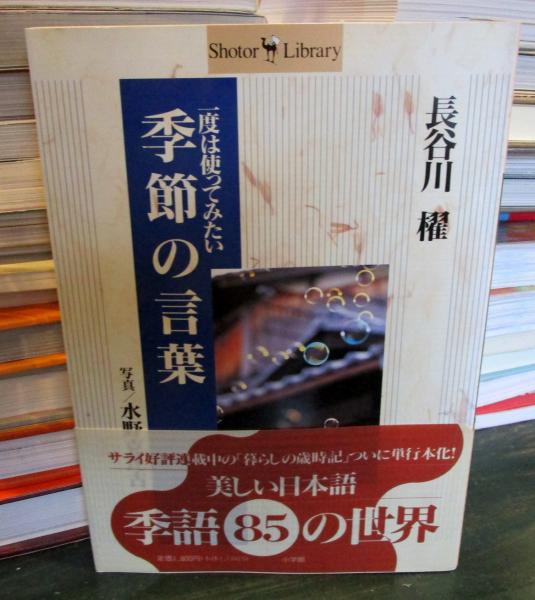 Shotor Library
長谷川 櫂
一度は使ってみたい
季節の言葉
写真／水野
サライ好評連載中の「暮らしの歳時記」ついに単行本化!
美しい日本語
季語85の世界
小学館